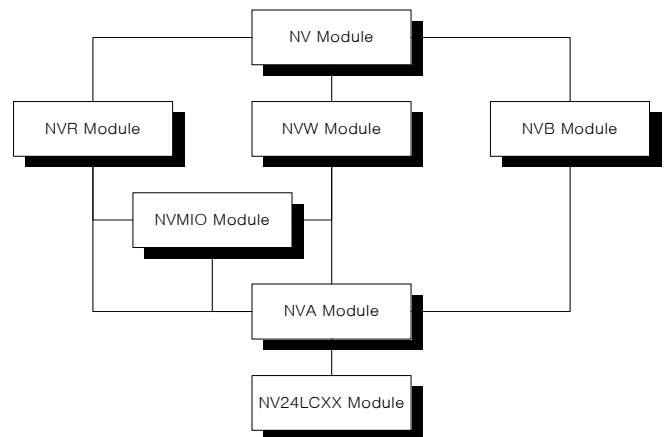 NV Module
NVR Module
NVW Module
NVB Module
NVMIO Module
NVA Module
NV24LCXX Module